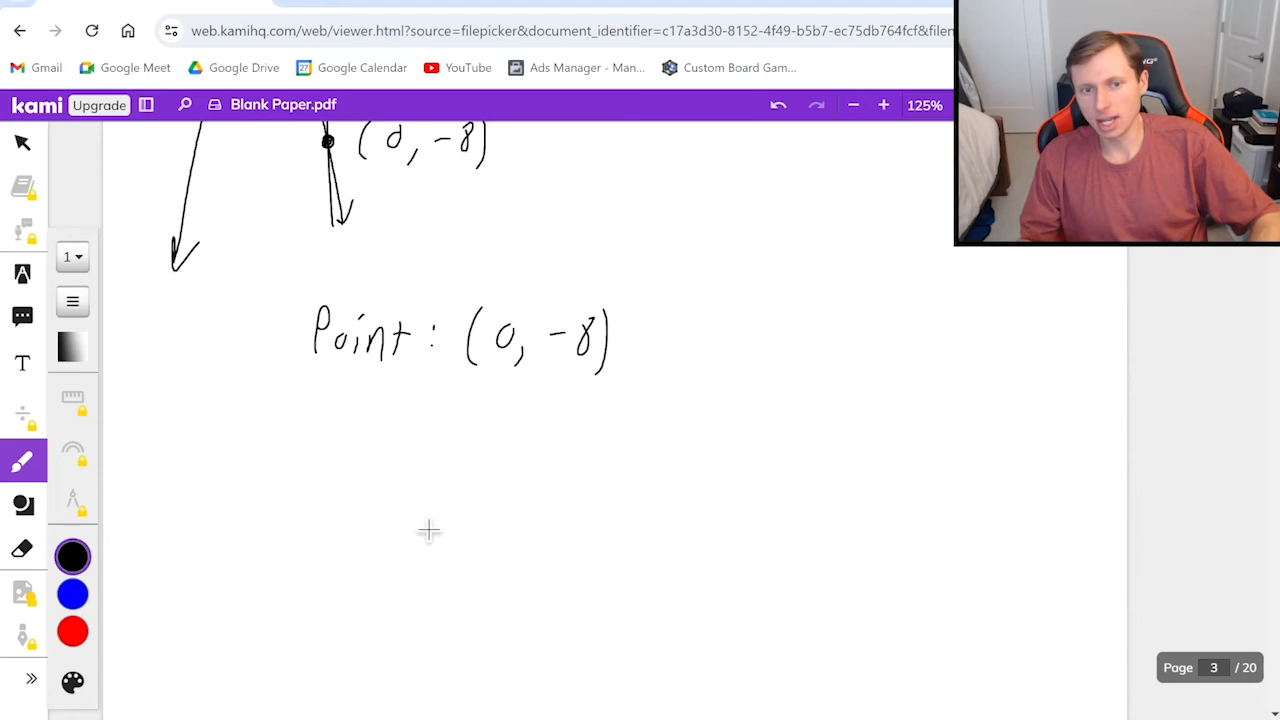 web.kamihq.com/web/viewer.html?source=filepicker&document_identifier=c17a3d30-8152-4f49-b5b7-ec75db764fcf&filen
Gmail Google Meet Google Drive 27 Google Calendar YouTube Ads Manager - Man... Custom Board Gam...
kami Upgrade Blank Paper.pdf 125%
(0, -8)
1
Point: (0, -8)
T
Page 3 / 20